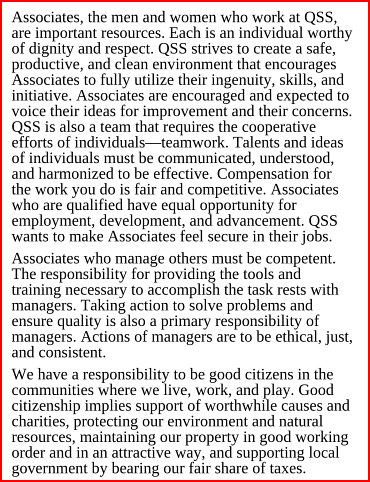 Associates, the men and women who work at QSS,
are important resources. Each is an individual worthy
of dignity and respect. QSS strives to create a safe,
productive, and clean environment that encourages
Associates to fully utilize their ingenuity, skills, and
initiative. Associates are encouraged and expected to
voice their ideas for improvement and their concerns.
QSS is also a team that requires the cooperative
efforts of individuals—teamwork. Talents and ideas
of individuals must be communicated, understood,
and harmonized to be effective. Compensation for
the work you do is fair and competitive. Associates
who are qualified have equal opportunity for
employment, development, and advancement. QSS
wants to make Associates feel secure in their jobs.
Associates who manage others must be competent.
The responsibility for providing the tools and
training necessary to accomplish the task rests with
managers. Taking action to solve problems and
ensure quality is also a primary responsibility of
managers. Actions of managers are to be ethical, just,
and consistent.
We have a responsibility to be good citizens in the
communities where we live, work, and play. Good
citizenship implies support of worthwhile causes and
charities, protecting our environment and natural
resources, maintaining our property in good working
order and in an attractive way, and supporting local
government by bearing our fair share of taxes.